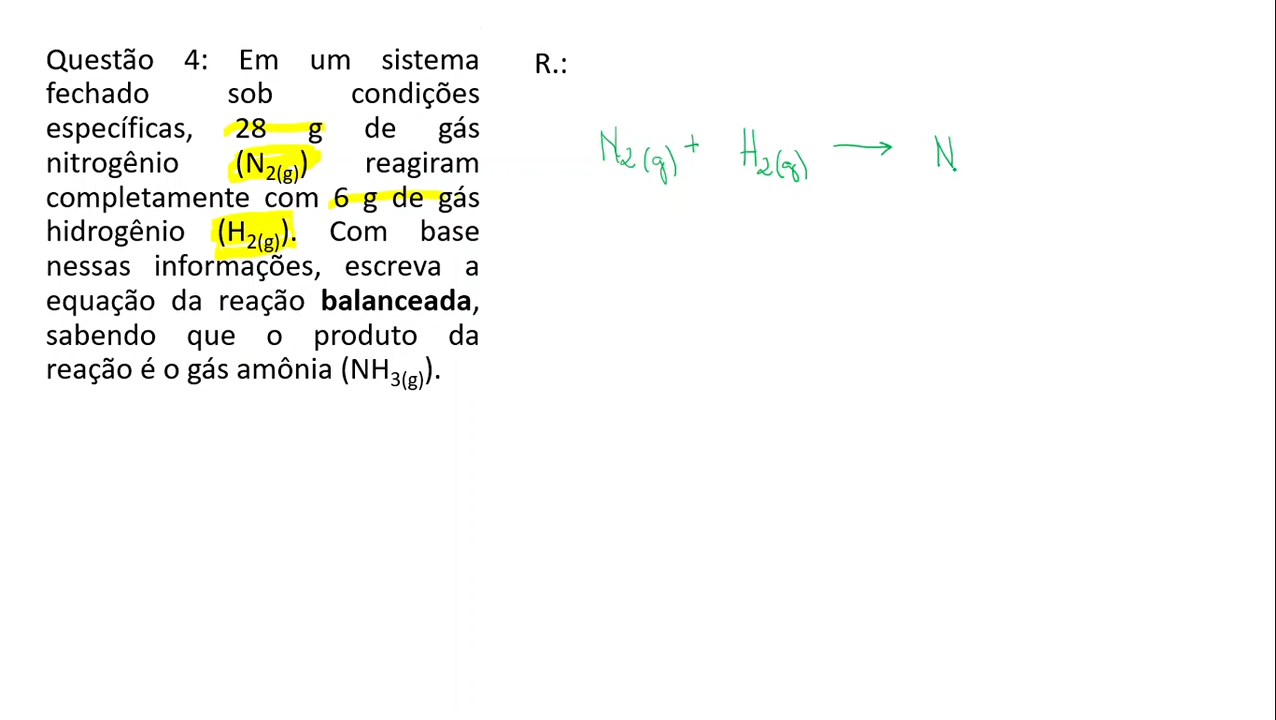 Questão 4: Em um sistema
fechado sob condições
específicas, 28 g de gás
nitrogênio (N₂(g)) reagiram
completamente com 6 g de gás
hidrogênio (H₂(g)). Com base
nessas informações, escreva a
equação da reação balanceada,
sabendo que o produto da
reação é o gás amônia (NH₃(g)).
R.:
N₂(g) + H₂(g) → N